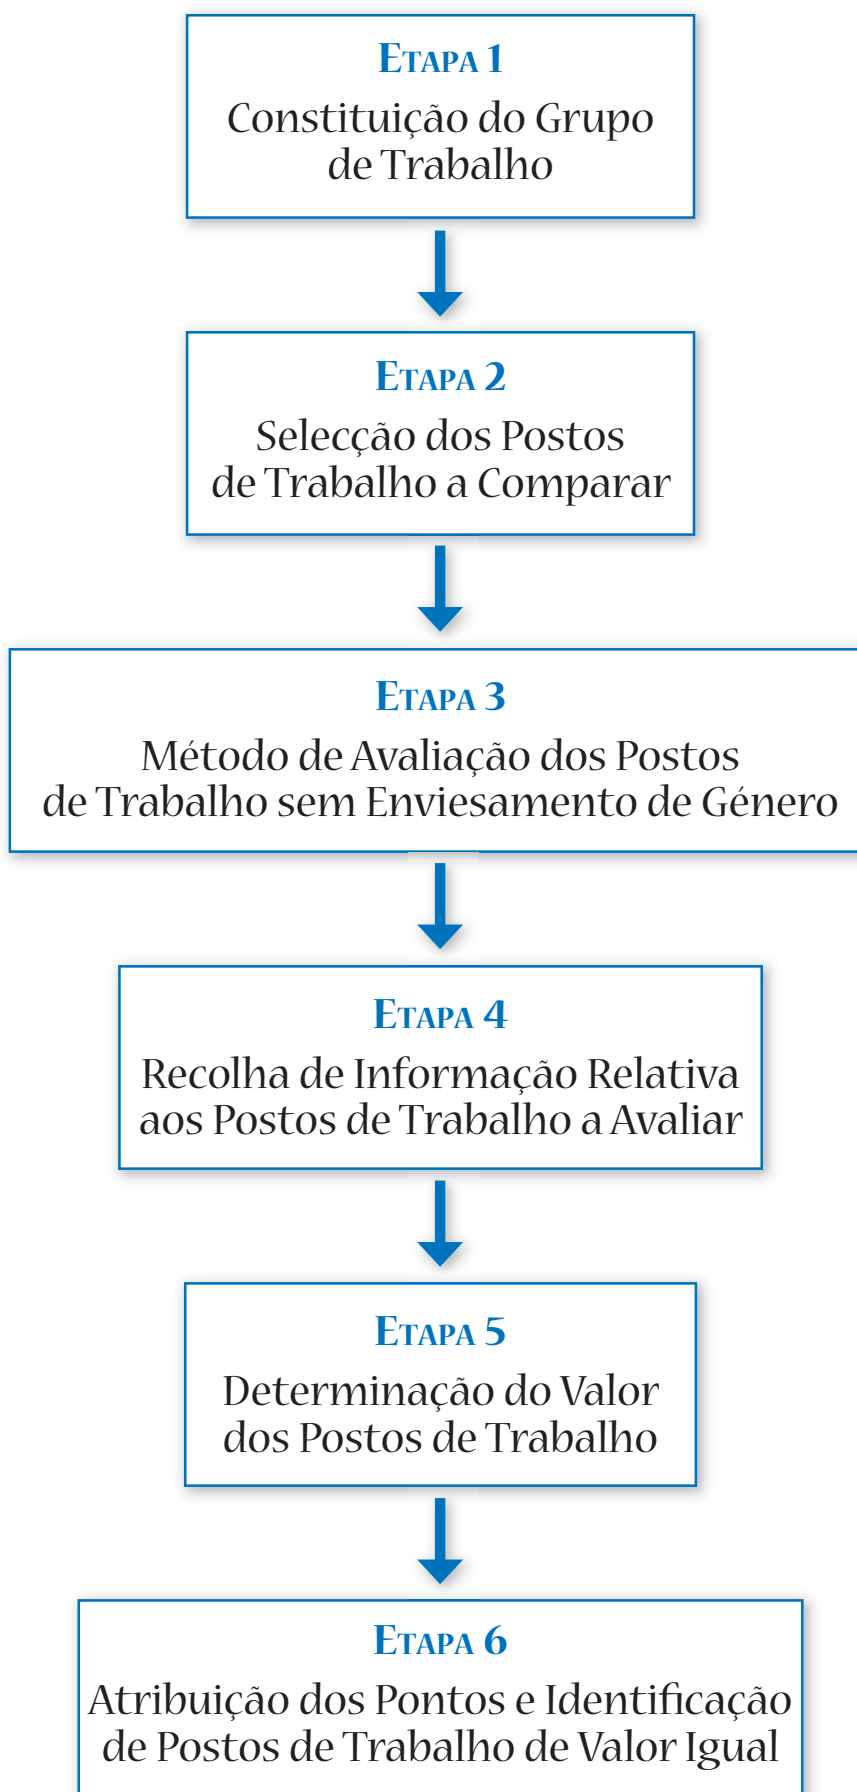 Etapa 1
Constituição do Grupo
de Trabalho
Etapa 2
Selecção dos Postos
de Trabalho a Comparar
Etapa 3
Método de Avaliação dos Postos
de Trabalho sem Enviesamento de Género
Etapa 4
Recolha de Informação Relativa
aos Postos de Trabalho a Avaliar
Etapa 5
Determinação do Valor
dos Postos de Trabalho
Etapa 6
Atribuição dos Pontos e Identificação
de Postos de Trabalho de Valor Igual